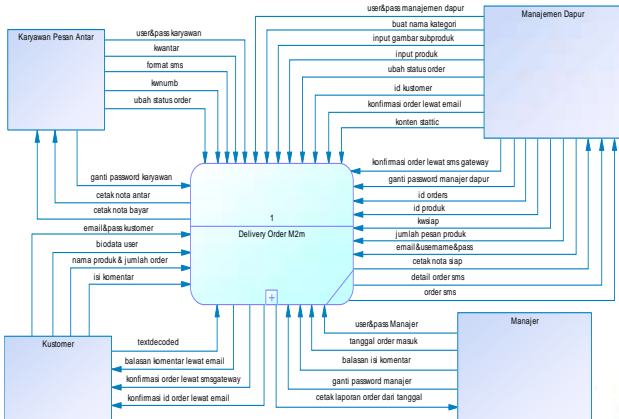 user&pass manajemen dapur
buat nama kategori
input gambar subproduk
input produk
ubah status order
id kustomer
konfirmasi order lewat email
konten stattic
Manajemen Dapur
Karyawan Pesan Antar
user&pass karyawan
kwantar
format sms
kwnumb
ubah status order
ganti password karyawan
cetak nota antar
cetak nota bayar
konfirmasi order lewat sms gateway
ganti password manajer dapur
id orders
id produk
kwsiap
jumlah pesan produk
email&username&pass
cetak nota siap
detail order sms
order sms
1
Delivery Order M2m
+
email&pass kustomer
biodata user
nama produk & jumlah order
isi komentar
Kustomer
textdecoded
balasan komentar lewat email
konfirmasi order lewat smsgateway
konfirmasi id order lewat email
user&pass Manajer
tanggal order masuk
balasan isi komentar
ganti password manajer
cetak laporan order dari tanggal
Manajer